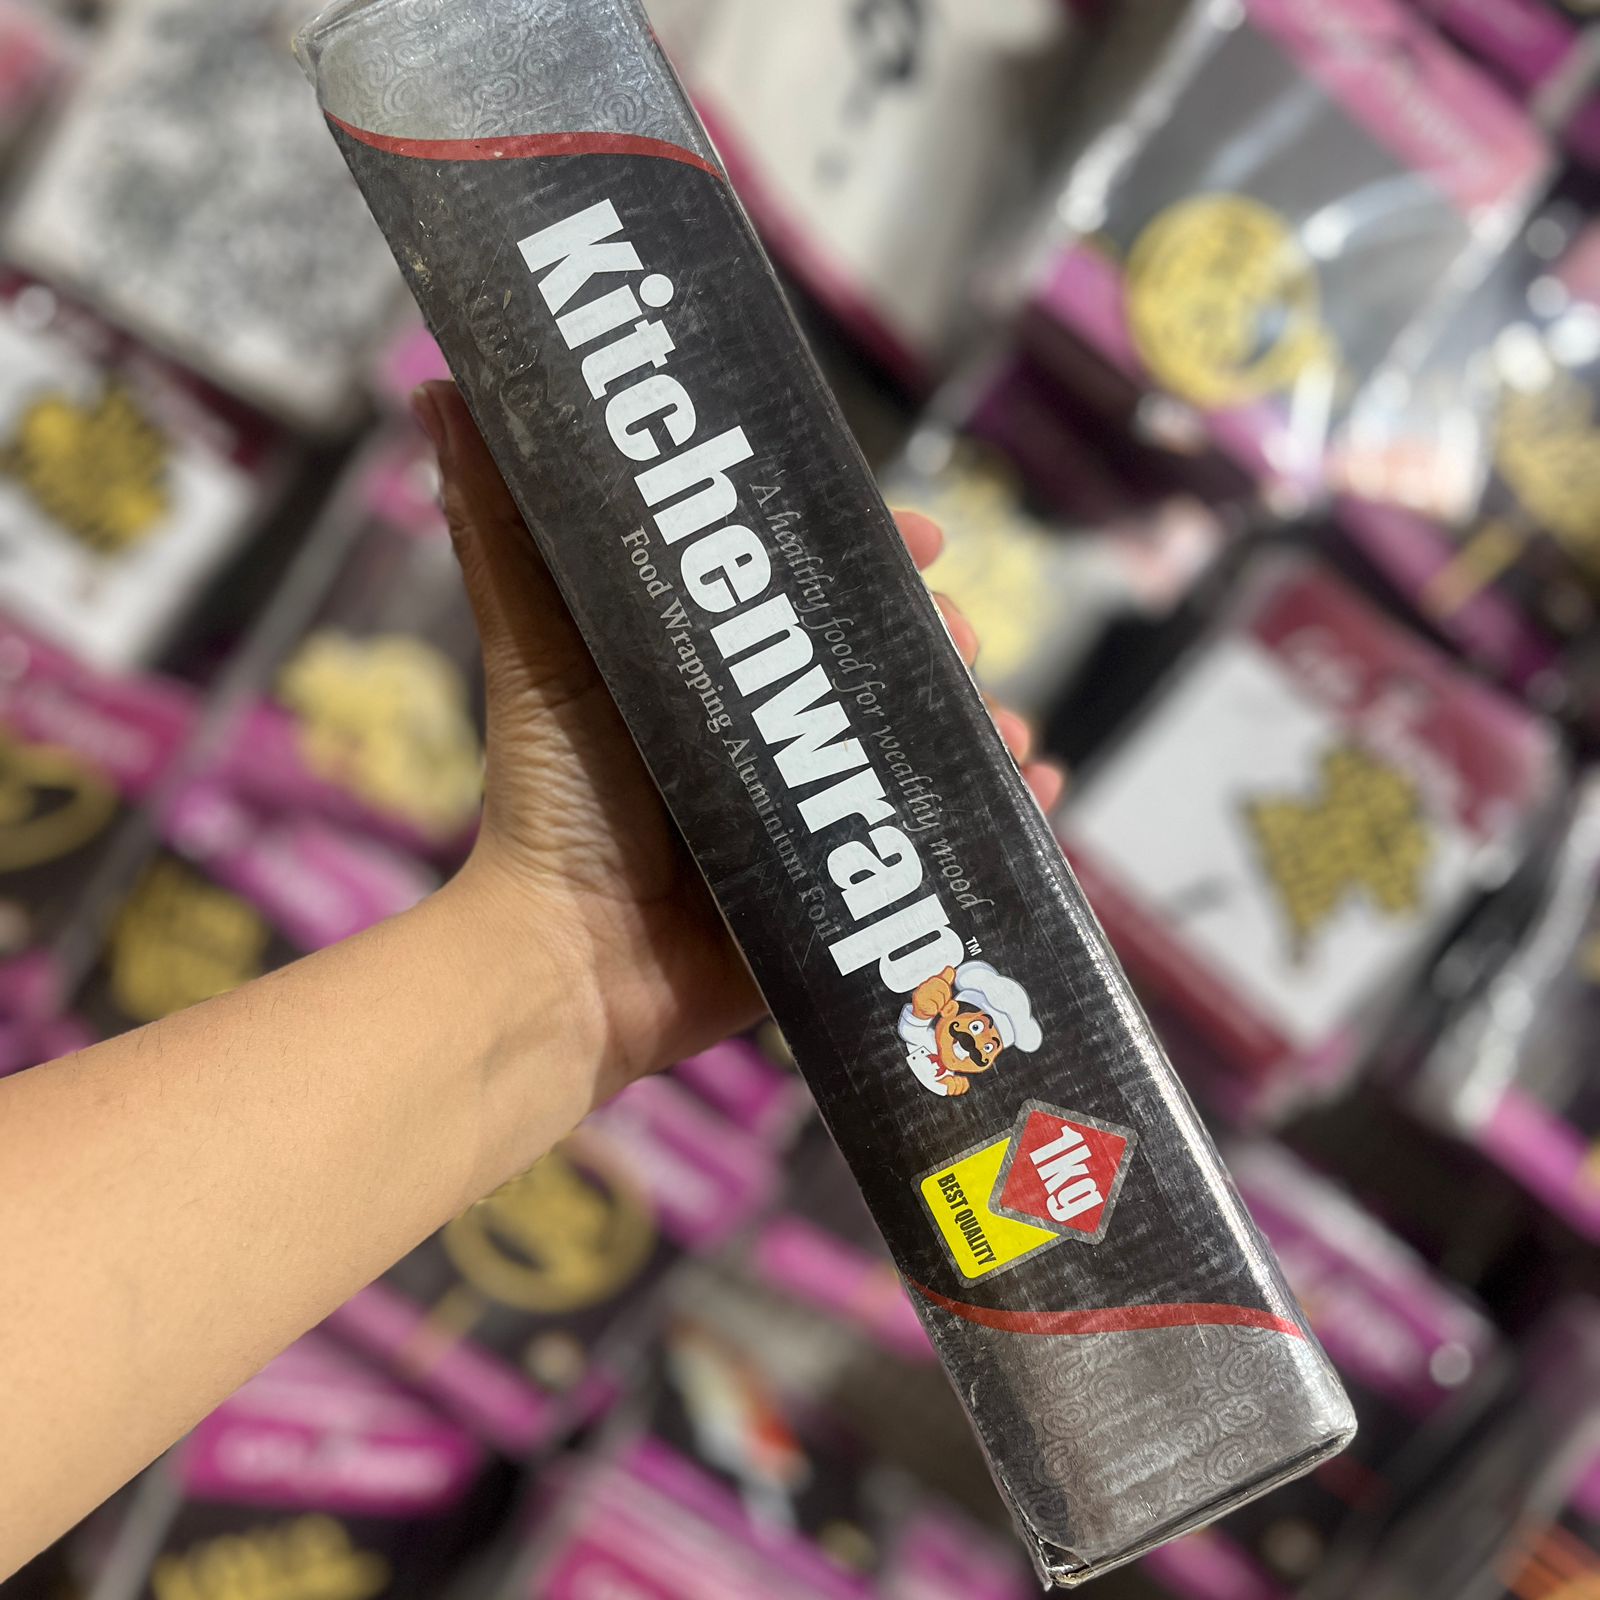 A healthy food for wealthy mood
Kitchenwrap™
Food Wrapping Aluminium Foil
1kg
BEST QUALITY